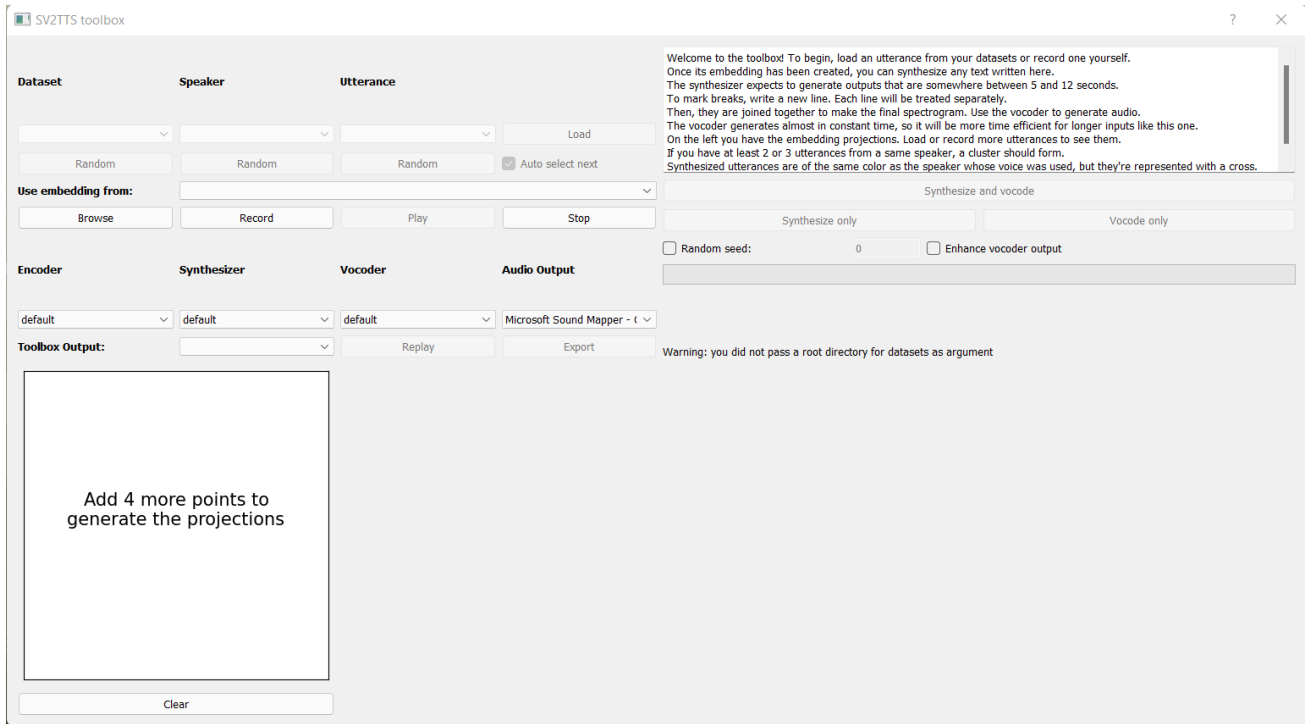 SV2TTS toolbox
?
Dataset
Speaker
Utterance
Load
Random
Random
Random
Auto select next
Use embedding from:
Browse
Record
Play
Stop
Encoder
Synthesizer
Vocoder
Audio Output
default
default
default
Microsoft Sound Mapper - (
Toolbox Output:
Replay
Export
Add 4 more points to
generate the projections
Clear
Welcome to the toolbox! To begin, load an utterance from your datasets or record one yourself.
Once its embedding has been created, you can synthesize any text written here.
The synthesizer expects to generate outputs that are somewhere between 5 and 12 seconds.
To mark breaks, write a new line. Each line will be treated separately.
Then, they are joined together to make the final spectrogram. Use the vocoder to generate audio.
The vocoder generates almost in constant time, so it will be more time efficient for longer inputs like this one.
On the left you have the embedding projections. Load or record more utterances to see them.
If you have at least 2 or 3 utterances from a same speaker, a cluster should form.
Synthesized utterances are of the same color as the speaker whose voice was used, but they're represented with a cross.
Synthesize and vocode
Synthesize only
Vocode only
Random seed:
0
Enhance vocoder output
Warning: you did not pass a root directory for datasets as argument